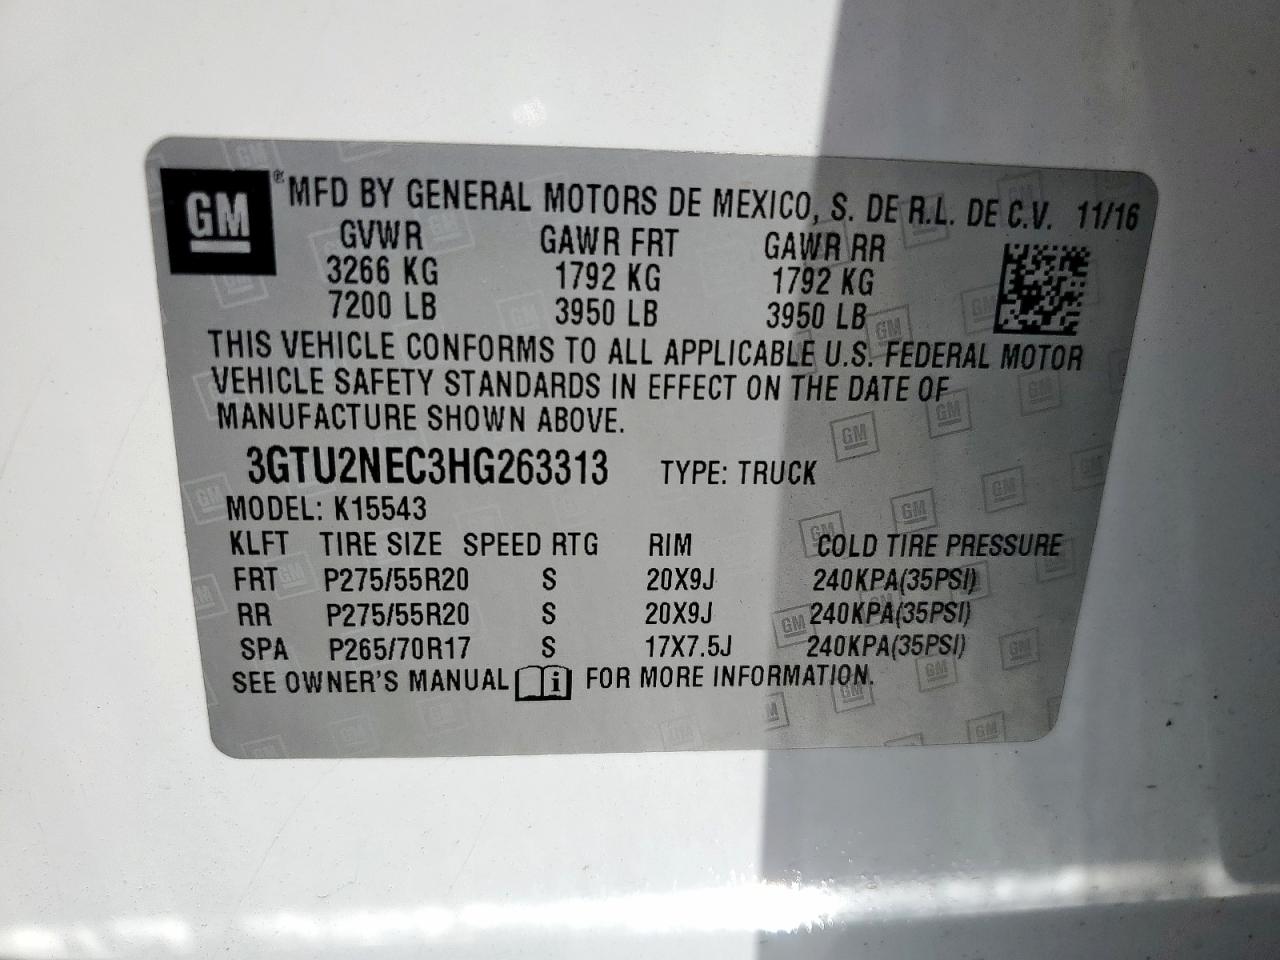 GM ® MFD BY GENERAL MOTORS DE MEXICO, S. DE R.L. DE C.V. 11/16
GVWR GAWR FRT GAWR RR
3266 KG 1792 KG 1792 KG
7200 LB 3950 LB 3950 LB
THIS VEHICLE CONFORMS TO ALL APPLICABLE U.S. FEDERAL MOTOR
VEHICLE SAFETY STANDARDS IN EFFECT ON THE DATE OF
MANUFACTURE SHOWN ABOVE.
3GTU2NEC3HG263313 TYPE: TRUCK
MODEL: K15543
KLFT TIRE SIZE SPEED RTG RIM COLD TIRE PRESSURE
FRT P275/55R20 S 20X9J 240KPA(35PSI)
RR P275/55R20 S 20X9J 240KPA(35PSI)
SPA P265/70R17 S 17X7.5J 240KPA(35PSI)
SEE OWNER'S MANUAL i FOR MORE INFORMATION.